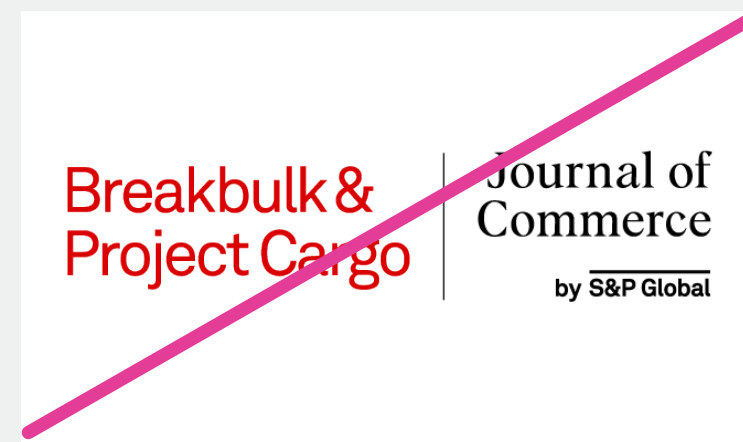 Breakbulk &
Project Cargo
Journal of
Commerce
by S&P Global